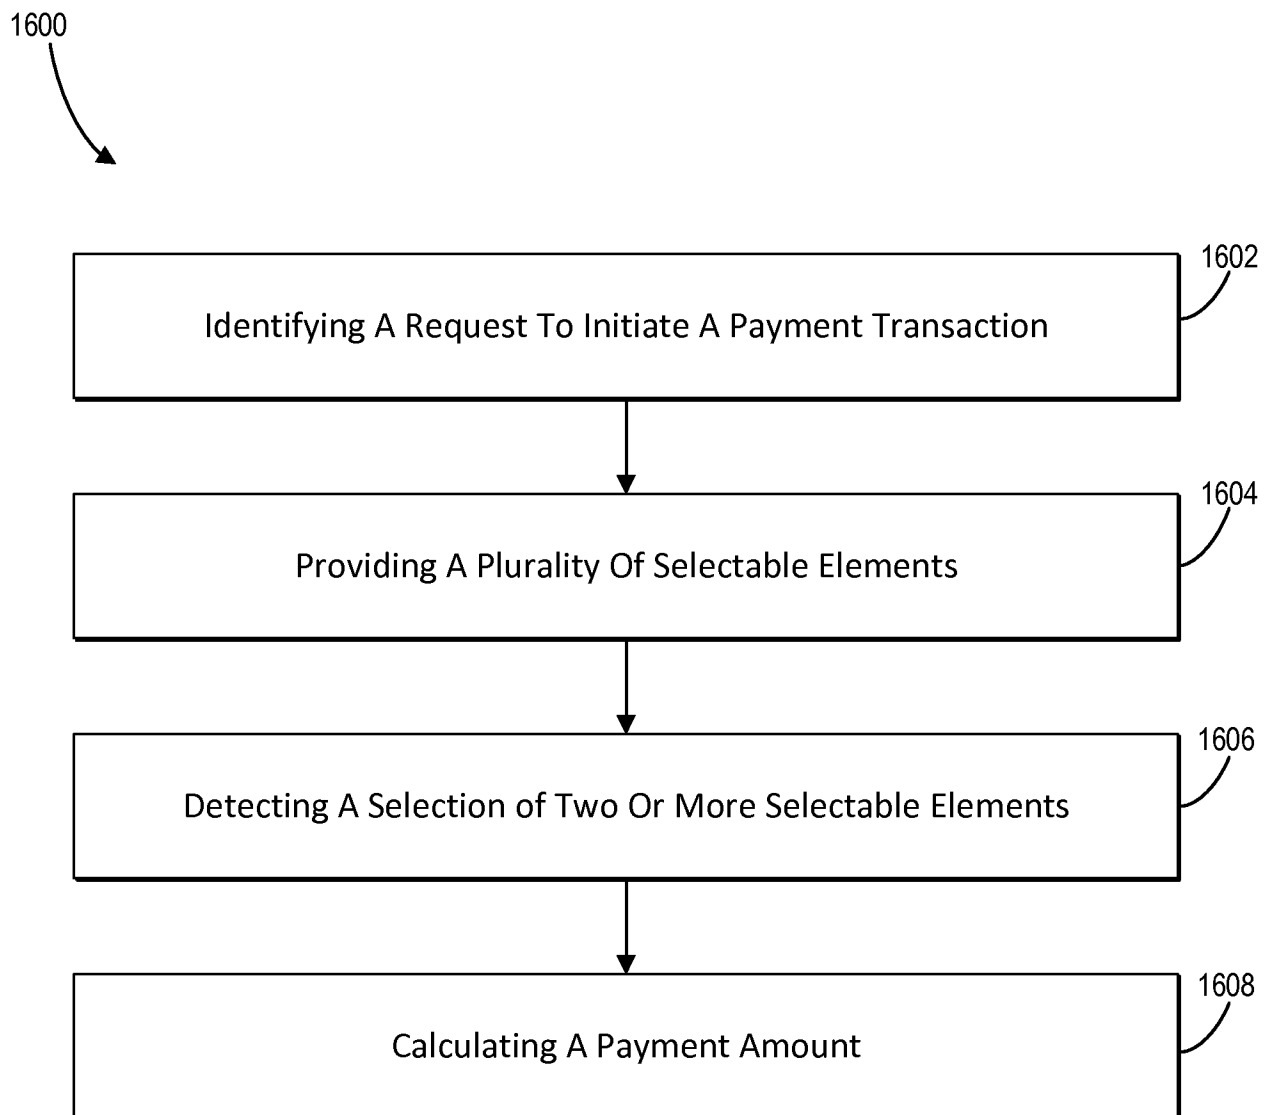 1600
1602
Identifying A Request To Initiate A Payment Transaction
1604
Providing A Plurality Of Selectable Elements
1606
Detecting A Selection of Two Or More Selectable Elements
1608
Calculating A Payment Amount